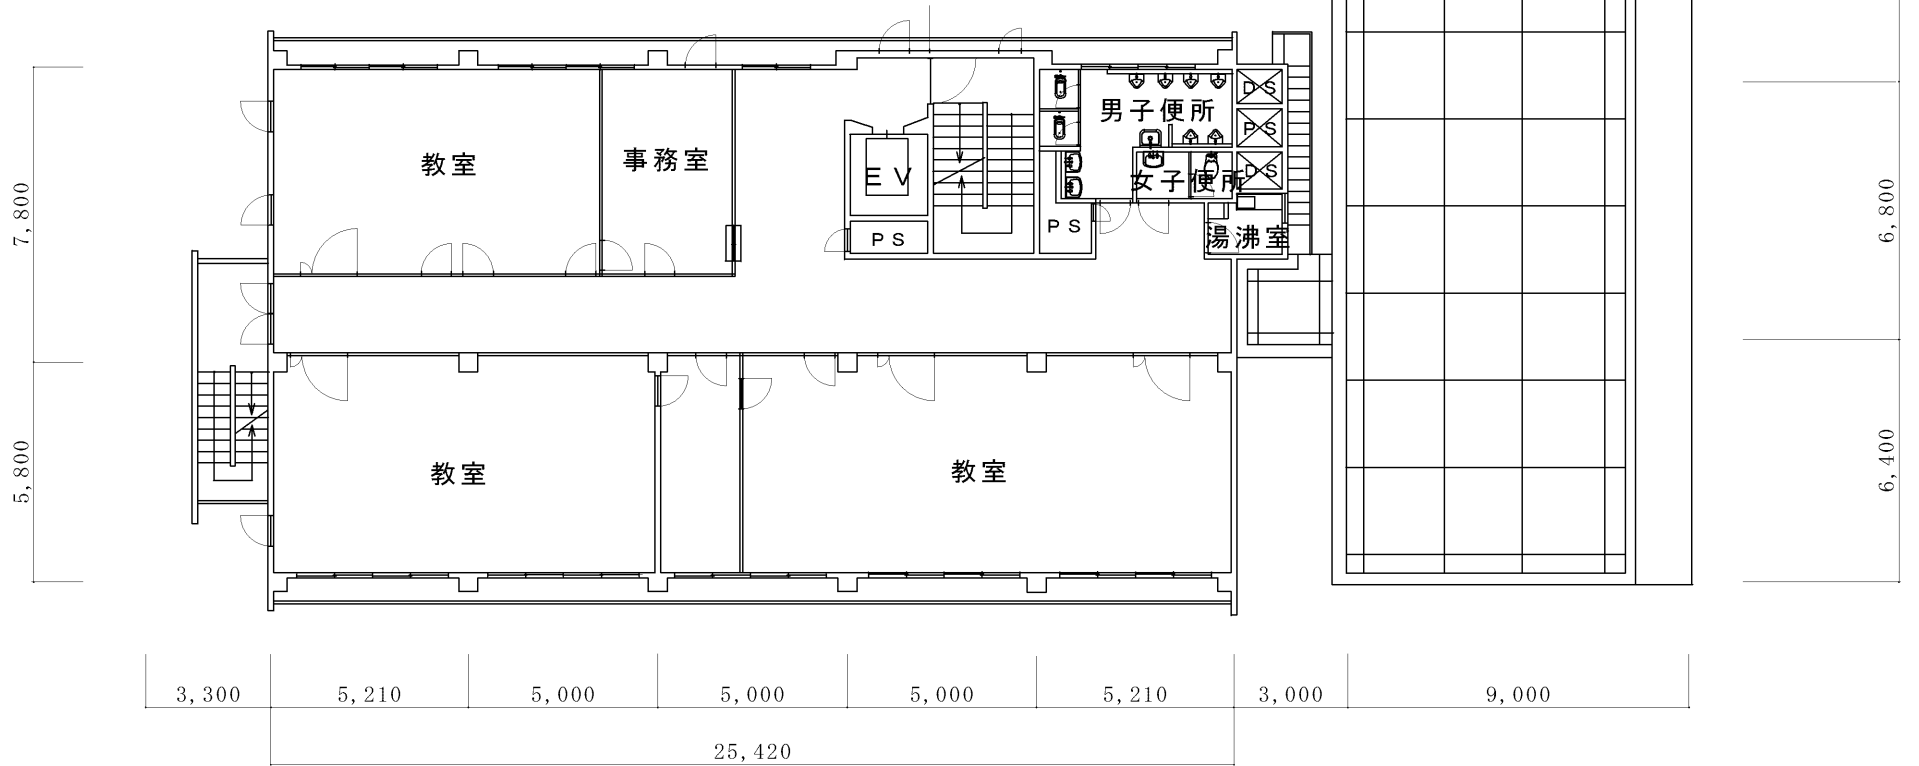 男子便所
DS
PS
教室
事務室
EV
女子便所
DS
PS
PS
湯沸室
7,800
6,800
教室
教室
5,800
6,400
3,300
5,210
5,000
5,000
5,000
5,210
3,000
9,000
25,420